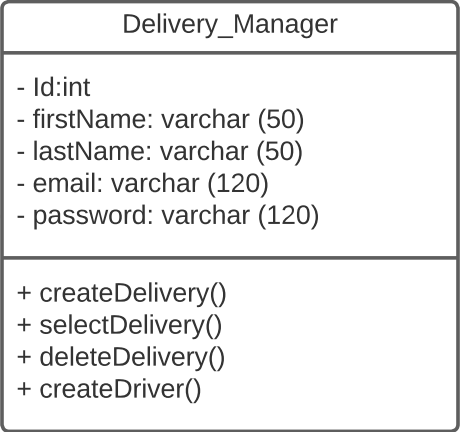 Delivery_Manager
- Id:int
- firstName: varchar (50)
- lastName: varchar (50)
- email: varchar (120)
- password: varchar (120)
+ createDelivery()
+ selectDelivery()
+ deleteDelivery()
+ createDriver()